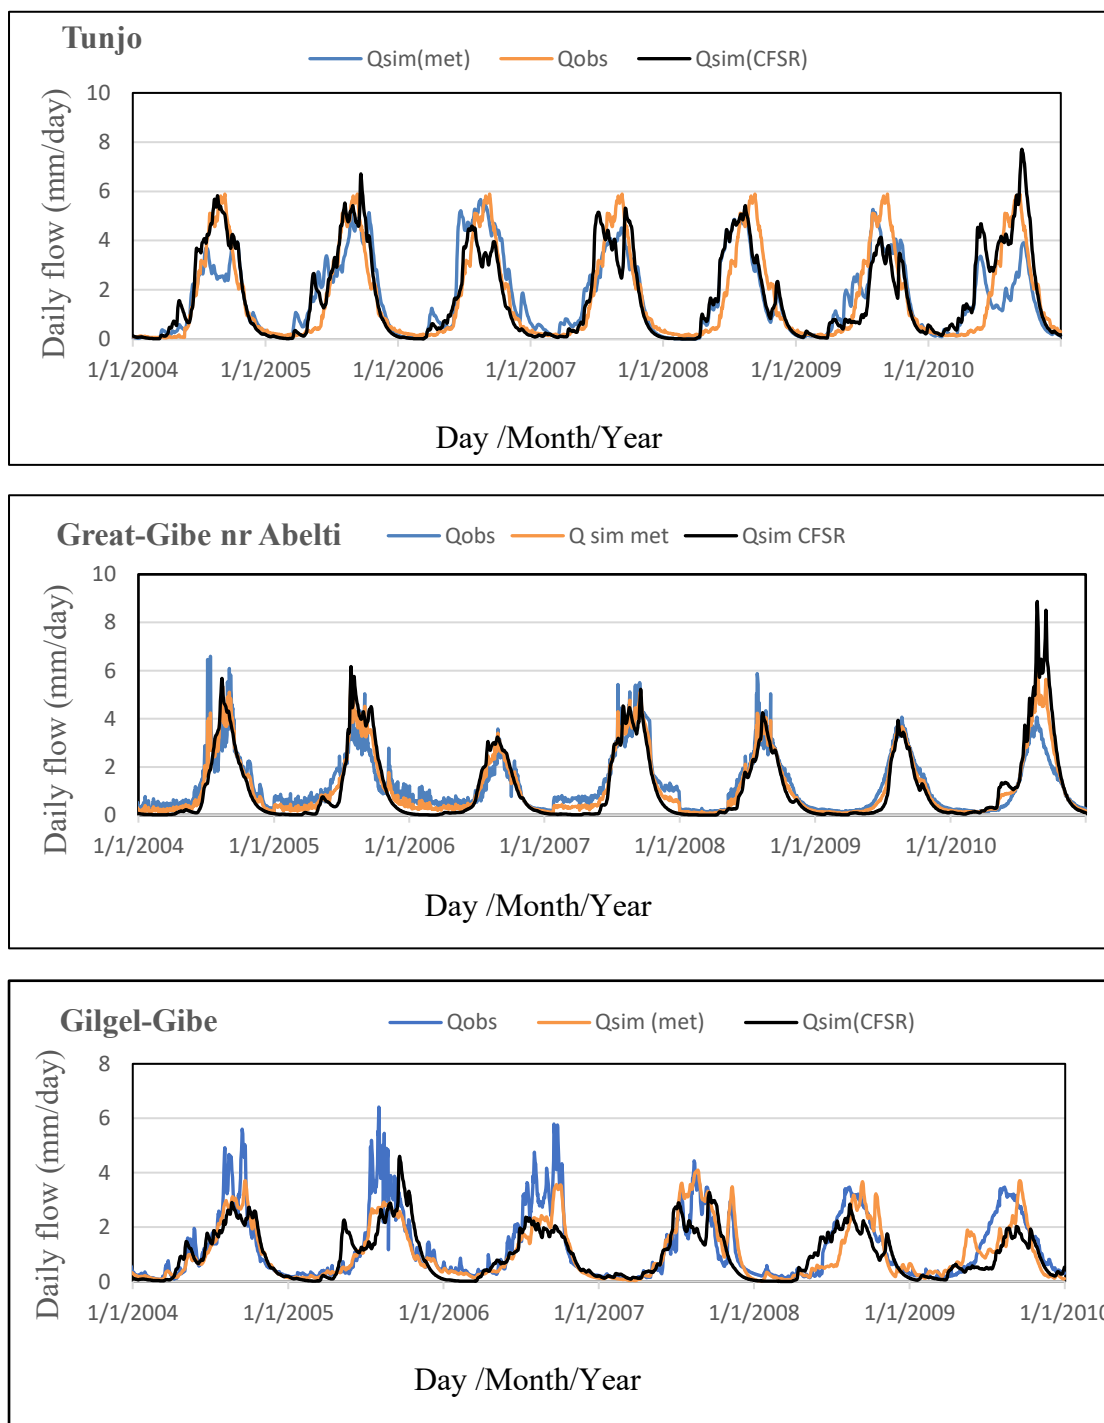 Tunjo
Qsim(met) Qobs Qsim(CFSR)
Daily flow (mm/day)
10
8
6
4
2
0
1/1/2004 1/1/2005 1/1/2006 1/1/2007 1/1/2008 1/1/2009 1/1/2010
Day /Month/Year
Great-Gibe nr Abelti Qobs Q sim met Qsim CFSR
Daily flow (mm/day)
10
8
6
4
2
0
1/1/2004 1/1/2005 1/1/2006 1/1/2007 1/1/2008 1/1/2009 1/1/2010
Day /Month/Year
Gilgel-Gibe Qobs Qsim (met) Qsim(CFSR)
Daily flow (mm/day)
8
6
4
2
0
1/1/2004 1/1/2005 1/1/2006 1/1/2007 1/1/2008 1/1/2009 1/1/2010
Day /Month/Year